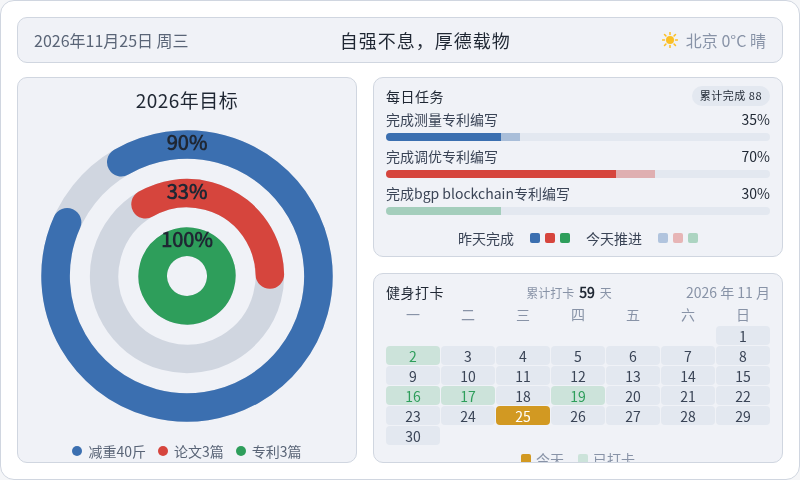 2026年11月25日 周三
自强不息，厚德载物
北京 0°C 晴
2026年目标
90%
33%
100%
减重40斤 论文3篇 专利3篇
每日任务
累计完成 88
完成测量专利编写 35%
完成调优专利编写 70%
完成bgp blockchain专利编写 30%
昨天完成 今天推进
健身打卡 累计打卡 59 天 2026 年 11 月
一 二 三 四 五 六 日
1
2 3 4 5 6 7 8
9 10 11 12 13 14 15
16 17 18 19 20 21 22
23 24 25 26 27 28 29
30
今天 已打卡